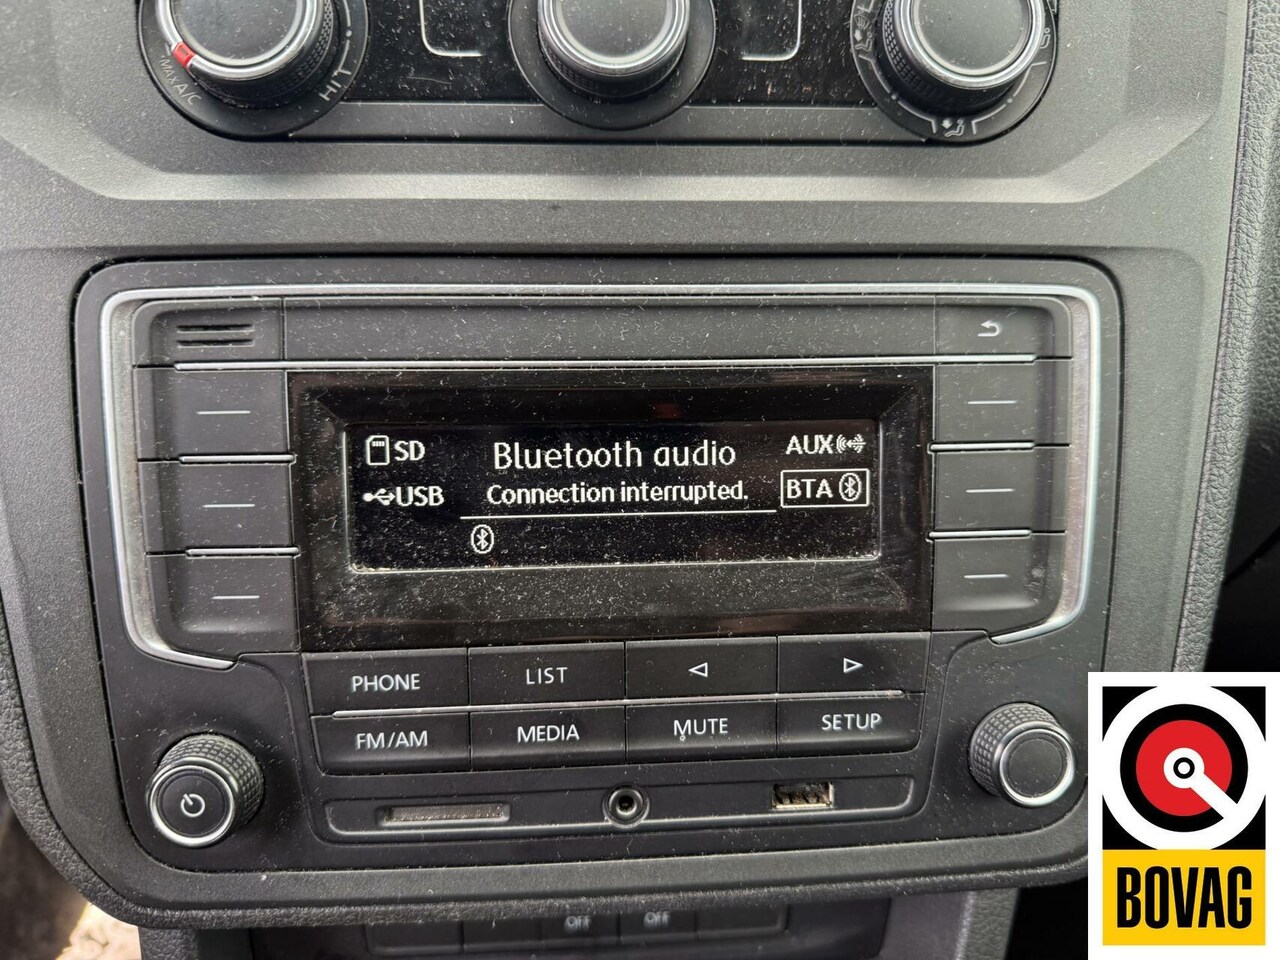 MAX A/C
HI
SD
Bluetooth audio
AUX
USB
Connection interrupted.
BTA
PHONE
LIST
FM/AM
MEDIA
MUTE
SETUP
OFF
OFF
BOVAG